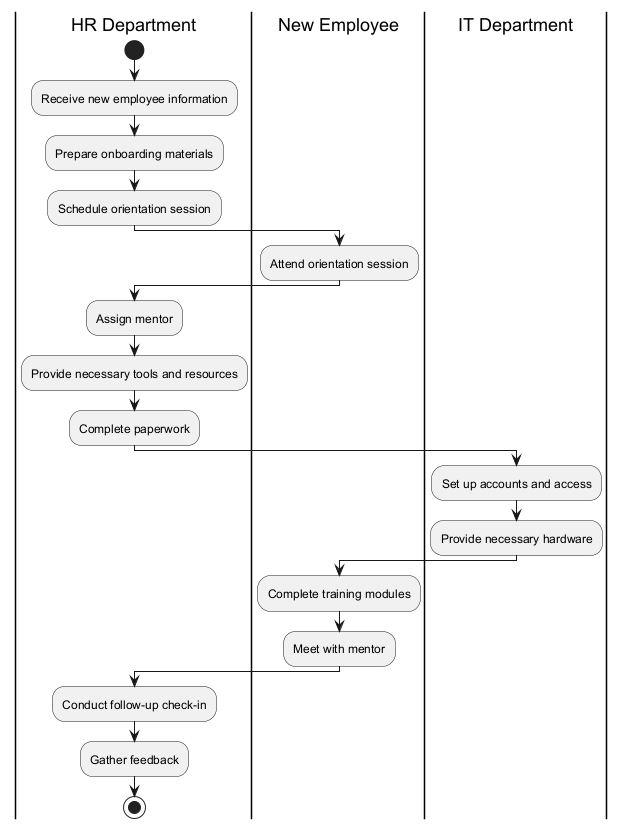 HR Department
New Employee
IT Department
Receive new employee information
Prepare onboarding materials
Schedule orientation session
Attend orientation session
Assign mentor
Provide necessary tools and resources
Complete paperwork
Set up accounts and access
Provide necessary hardware
Complete training modules
Meet with mentor
Conduct follow-up check-in
Gather feedback